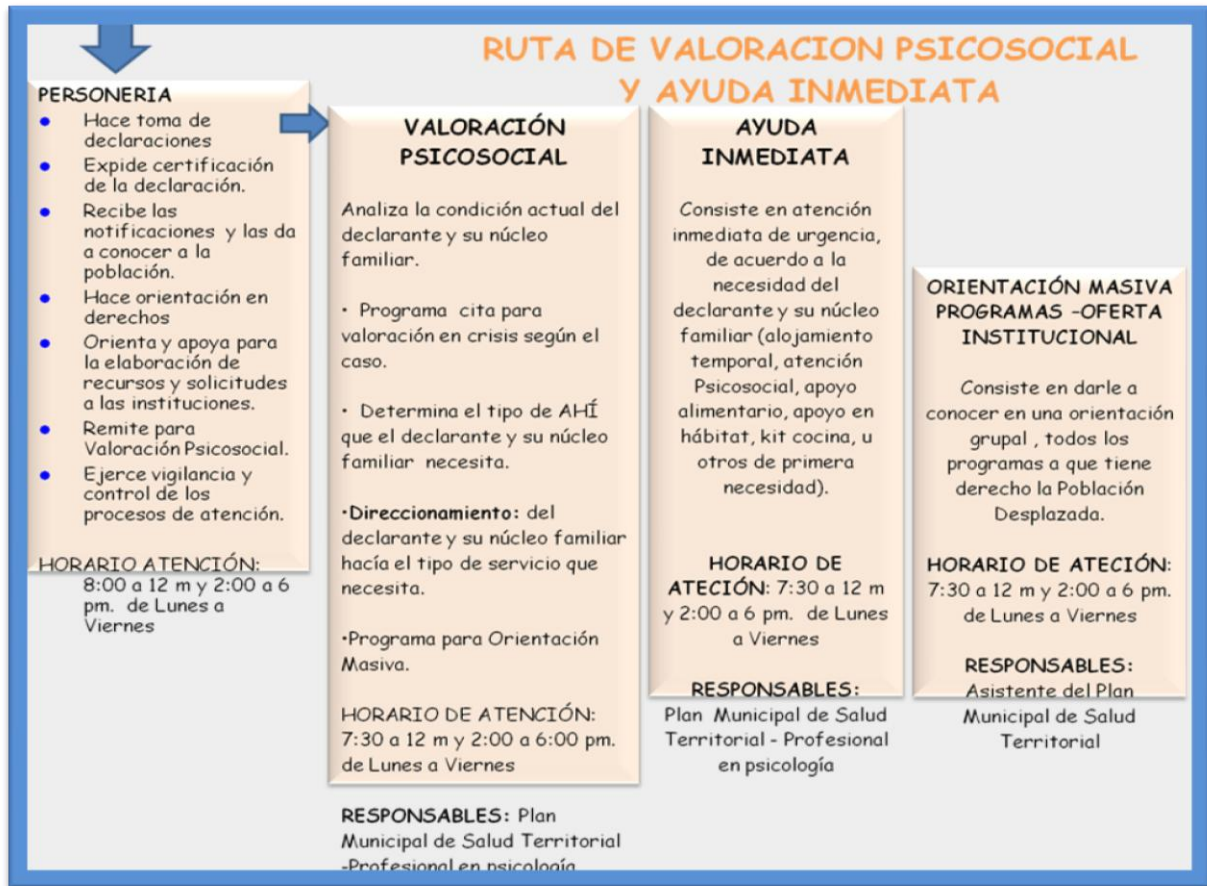 RUTA DE VALORACION PSICOSOCIAL
Y AYUDA INMEDIATA
PERSONERIA
● Hace toma de
declaraciones
● Expide certificación
de la declaración.
● Recibe las
notificaciones y las da
a conocer a la
población.
● Hace orientación en
derechos
● Orienta y apoya para
la elaboración de
recursos y solicitudes
a las instituciones.
● Remite para
Valoración Psicosocial.
● Ejerce vigilancia y
control de los
procesos de atención.
HORARIO ATENCIÓN:
8:00 a 12 m y 2:00 a 6
pm. de Lunes a
Viernes
VALORACIÓN
PSICOSOCIAL
Analiza la condición actual del
declarante y su núcleo
familiar.
• Programa cita para
valoración en crisis según el
caso.
• Determina el tipo de AHÍ
que el declarante y su núcleo
familiar necesita.
•Direccionamiento: del
declarante y su núcleo familiar
hacía el tipo de servicio que
necesita.
•Programa para Orientación
Masiva.
HORARIO DE ATENCIÓN:
7:30 a 12 m y 2:00 a 6:00 pm.
de Lunes a Viernes
RESPONSABLES: Plan
Municipal de Salud Territorial
-Profesional en psicología
AYUDA
INMEDIATA
Consiste en atención
inmediata de urgencia,
de acuerdo a la
necesidad del
declarante y su núcleo
familiar (alojamiento
temporal, atención
Psicosocial, apoyo
alimentario, apoyo en
hábitat, kit cocina, u
otros de primera
necesidad).
HORARIO DE
ATECIÓN: 7:30 a 12 m
y 2:00 a 6 pm. de Lunes
a Viernes
RESPONSABLES:
Plan Municipal de Salud
Territorial - Profesional
en psicología
ORIENTACIÓN MASIVA
PROGRAMAS -OFERTA
INSTITUCIONAL
Consiste en darle a
conocer en una orientación
grupal , todos los
programas a que tiene
derecho la Población
Desplazada.
HORARIO DE ATECIÓN:
7:30 a 12 m y 2:00 a 6 pm.
de Lunes a Viernes
RESPONSABLES:
Asistente del Plan
Municipal de Salud
Territorial